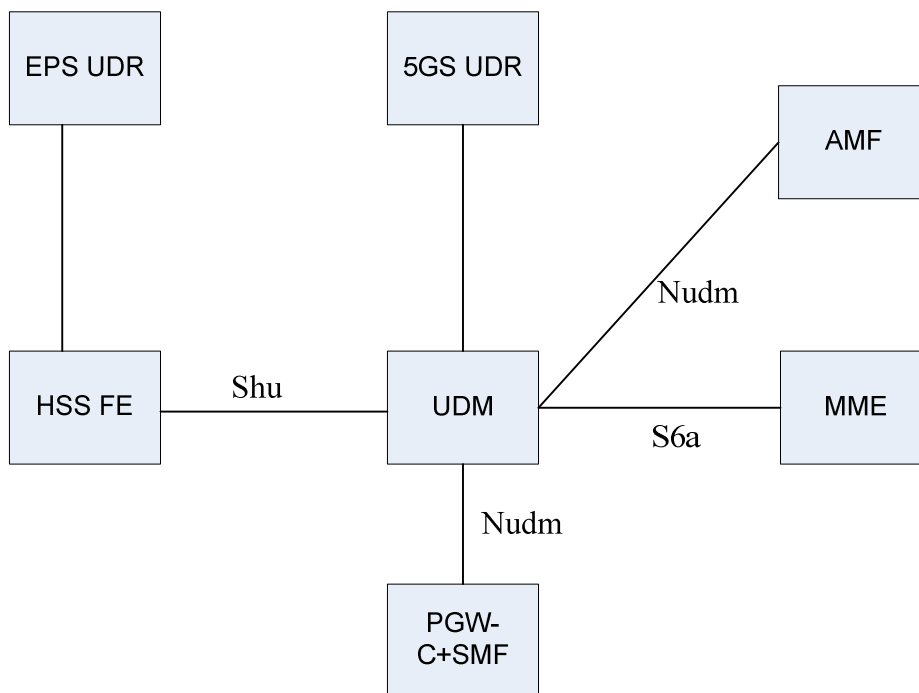 EPS UDR
5GS UDR
AMF
Nudm
HSS FE
Shu
UDM
S6a
MME
Nudm
PGW-
C+SMF